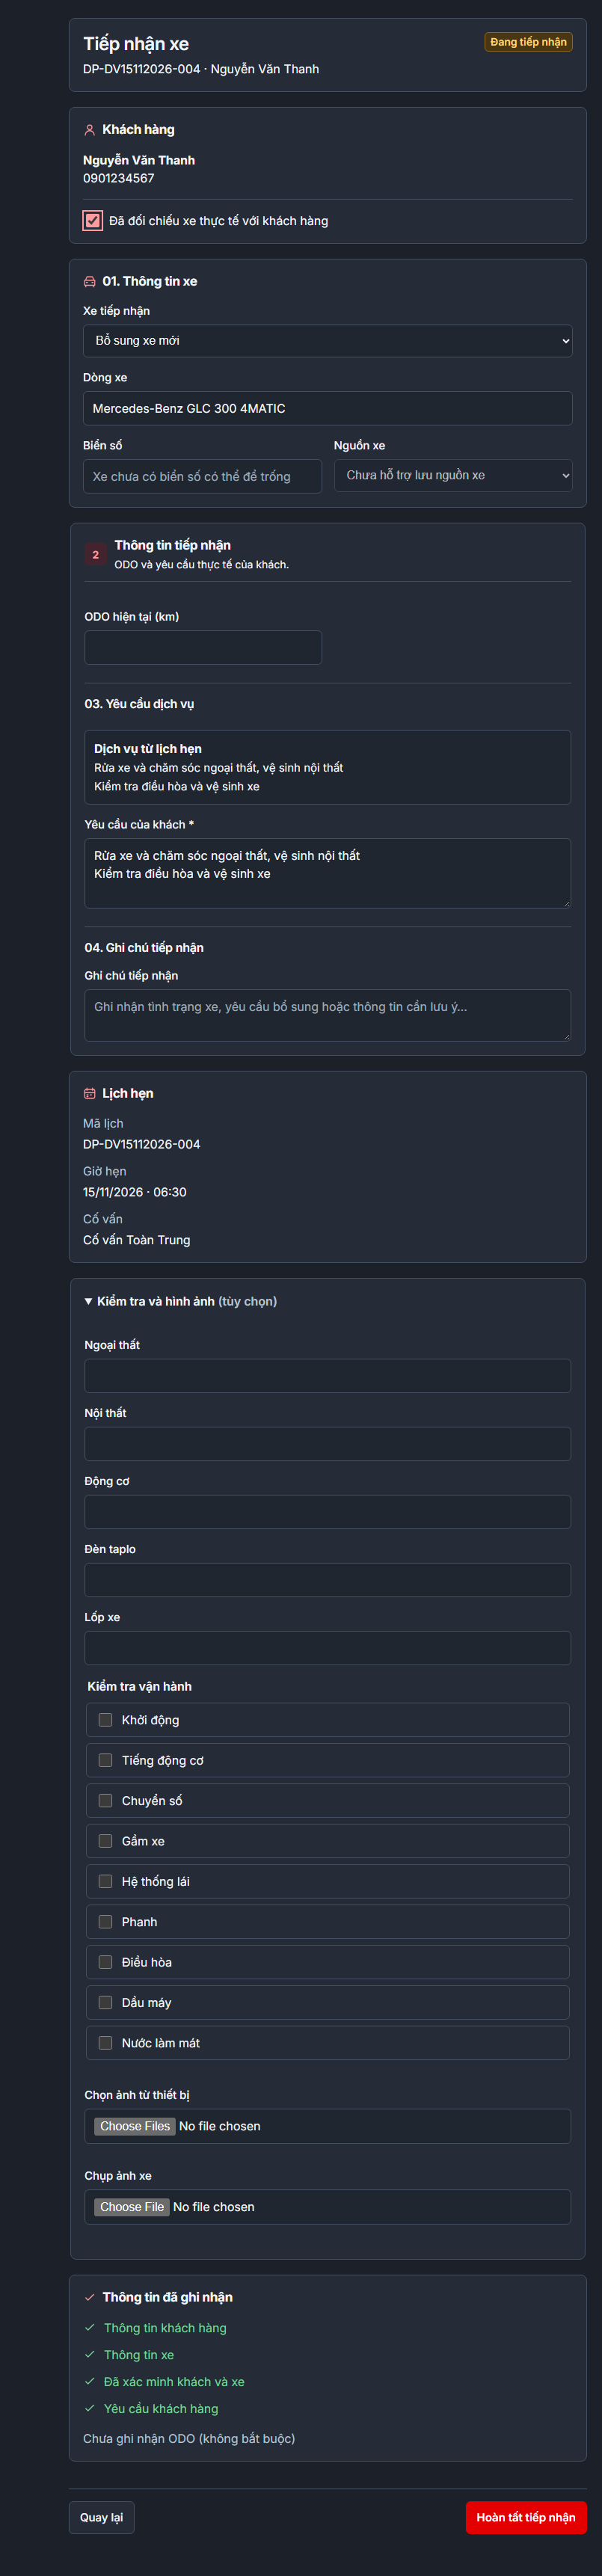 Tiếp nhận xe
Đang tiếp nhận
DP-DV15112026-004 · Nguyễn Văn Thanh
Khách hàng
Nguyễn Văn Thanh
0901234567
Đã đối chiếu xe thực tế với khách hàng
01. Thông tin xe
Xe tiếp nhận
Bổ sung xe mới
Dòng xe
Mercedes-Benz GLC 300 4MATIC
Biển số
Nguồn xe
Xe chưa có biển số có thể để trống
Chưa hỗ trợ lưu nguồn xe
2
Thông tin tiếp nhận
ODO và yêu cầu thực tế của khách.
ODO hiện tại (km)
03. Yêu cầu dịch vụ
Dịch vụ từ lịch hẹn
Rửa xe và chăm sóc ngoại thất, vệ sinh nội thất
Kiểm tra điều hòa và vệ sinh xe
Yêu cầu của khách *
Rửa xe và chăm sóc ngoại thất, vệ sinh nội thất
Kiểm tra điều hòa và vệ sinh xe
04. Ghi chú tiếp nhận
Ghi chú tiếp nhận
Ghi nhận tình trạng xe, yêu cầu bổ sung hoặc thông tin cần lưu ý...
Lịch hẹn
Mã lịch
DP-DV15112026-004
Giờ hẹn
15/11/2026 · 06:30
Cố vấn
Cố vấn Toàn Trung
Kiểm tra và hình ảnh (tùy chọn)
Ngoại thất
Nội thất
Động cơ
Đèn taplo
Lốp xe
Kiểm tra vận hành
Khởi động
Tiếng động cơ
Chuyển số
Gầm xe
Hệ thống lái
Phanh
Điều hòa
Dầu máy
Nước làm mát
Chọn ảnh từ thiết bị
Choose Files No file chosen
Chụp ảnh xe
Choose File No file chosen
Thông tin đã ghi nhận
Thông tin khách hàng
Thông tin xe
Đã xác minh khách và xe
Yêu cầu khách hàng
Chưa ghi nhận ODO (không bắt buộc)
Quay lại
Hoàn tất tiếp nhận